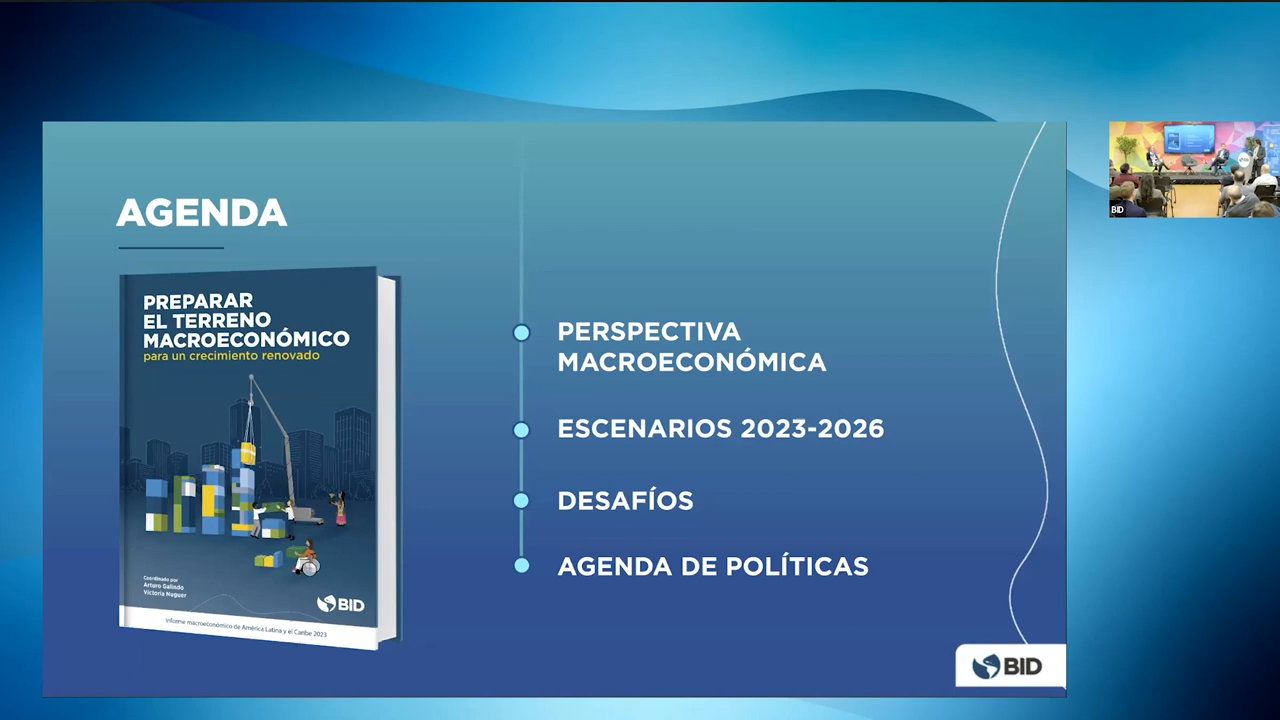 AGENDA
PREPARAR
EL TERRENO
MACROECONÓMICO
para un crecimiento renovado
Coordinado por
Arturo Galindo
Victoria Nuguer
BID
Informe macroeconómico de América Latina y el Caribe 2023
PERSPECTIVA
MACROECONÓMICA
ESCENARIOS 2023-2026
DESAFÍOS
AGENDA DE POLÍTICAS
BID
BID